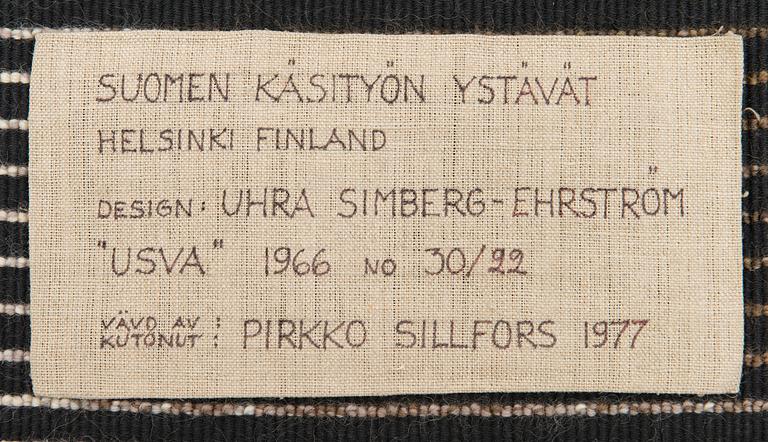 SUOMEN KÄSITYÖN YSTÄVÄT
HELSINKI FINLAND
DESIGN: UHRA SIMBERG-EHRSTRÖM
"USVA" 1966 NO 30/22
VÄVD AV :
KUTONUT : PIRKKO SILLFORS 1977